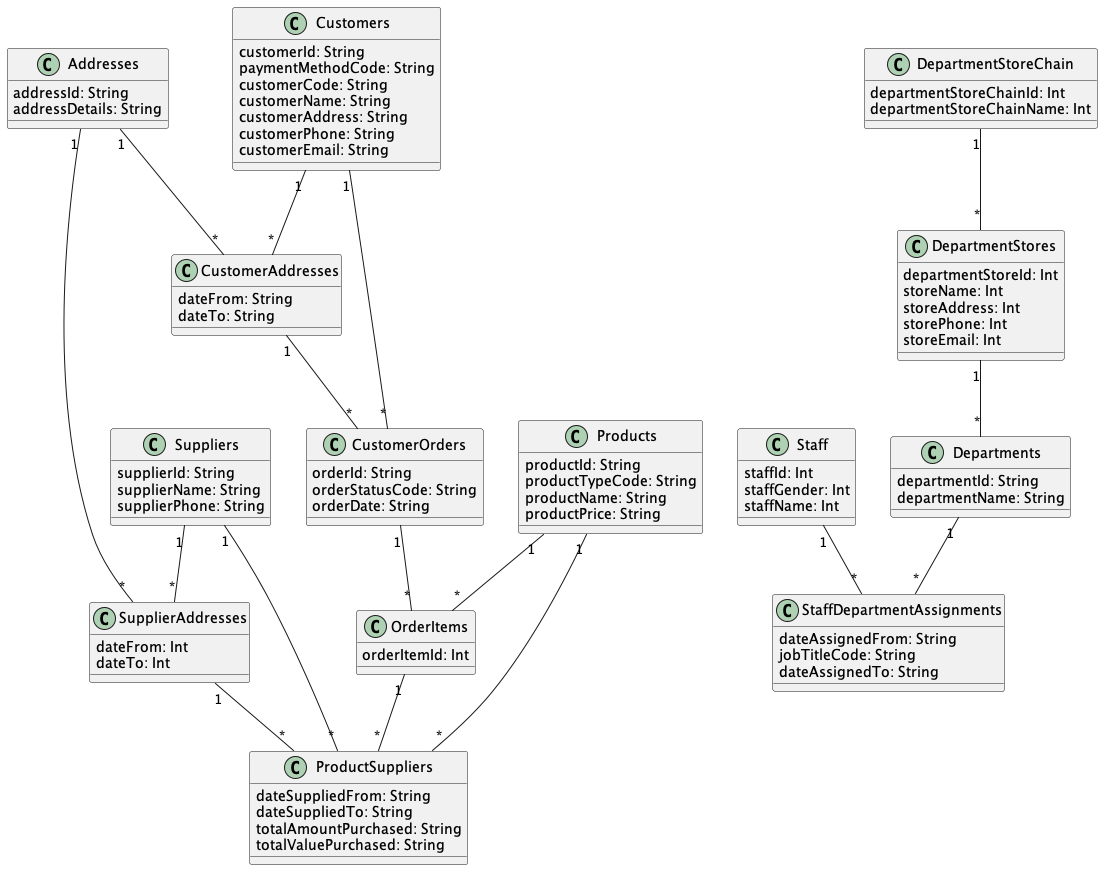 C Customers
customerId: String
paymentMethodCode: String
customerCode: String
customerName: String
customerAddress: String
customerPhone: String
customerEmail: String
1
1
C Addresses
addressId: String
addressDetails: String
1
1
C DepartmentStoreChain
departmentStoreChainId: Int
departmentStoreChainName: Int
1
*
*
*
C CustomerAddresses
dateFrom: String
dateTo: String
1
C DepartmentStores
departmentStoreId: Int
storeName: Int
storeAddress: Int
storePhone: Int
storeEmail: Int
1
*
*
*
C Suppliers
supplierId: String
supplierName: String
supplierPhone: String
1
1
C CustomerOrders
orderId: String
orderStatusCode: String
orderDate: String
1
C Products
productId: String
productTypeCode: String
productName: String
productPrice: String
1
1
C Staff
staffId: Int
staffGender: Int
staffName: Int
1
C Departments
departmentId: String
departmentName: String
1
*
*
*
*
*
*
C SupplierAddresses
dateFrom: Int
dateTo: Int
1
C OrderItems
orderItemId: Int
1
C StaffDepartmentAssignments
dateAssignedFrom: String
jobTitleCode: String
dateAssignedTo: String
*
*
*
*
C ProductSuppliers
dateSuppliedFrom: String
dateSuppliedTo: String
totalAmountPurchased: String
totalValuePurchased: String